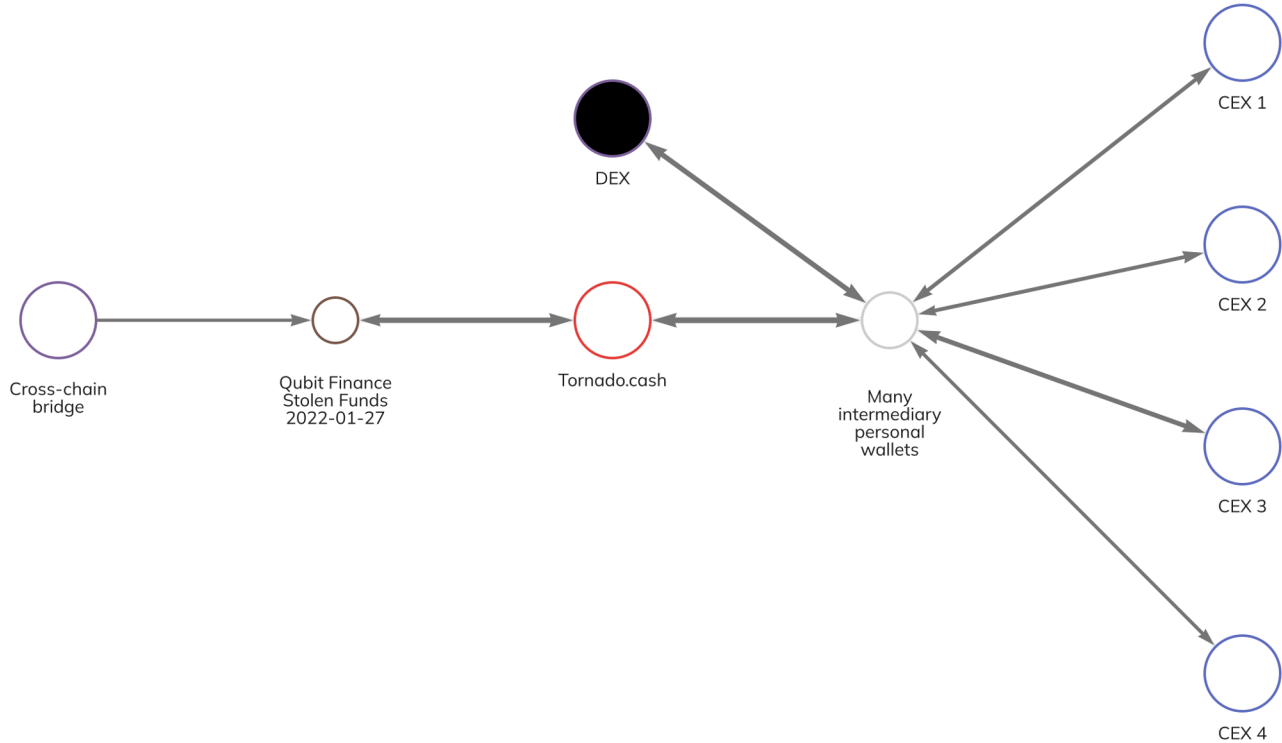 CEX 1
DEX
CEX 2
Cross-chain
bridge
Qubit Finance
Stolen Funds
2022-01-27
Tornado.cash
Many
intermediary
personal
wallets
CEX 3
CEX 4